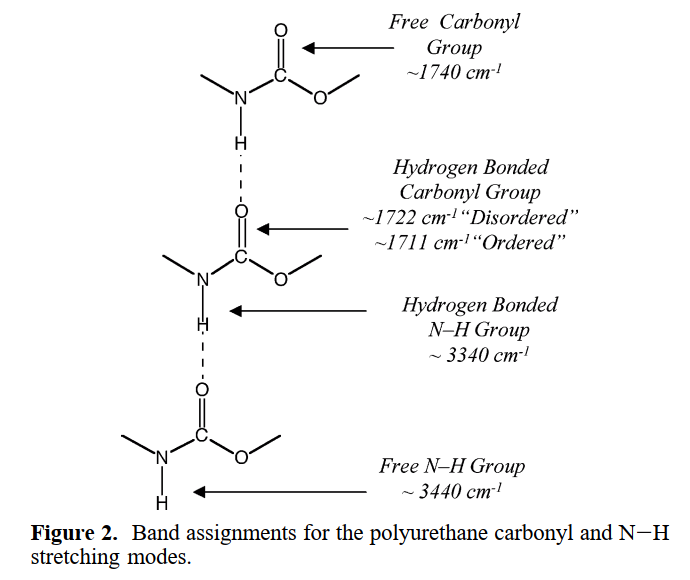 O
Free Carbonyl
Group
~1740 cm-1
C
N
O
H
Hydrogen Bonded
Carbonyl Group
~1722 cm-1 “Disordered”
~1711 cm-1 “Ordered”
O
C
N
O
H
Hydrogen Bonded
N–H Group
~ 3340 cm-1
O
C
N
O
H
Free N–H Group
~ 3440 cm-1
Figure 2. Band assignments for the polyurethane carbonyl and N−H
stretching modes.